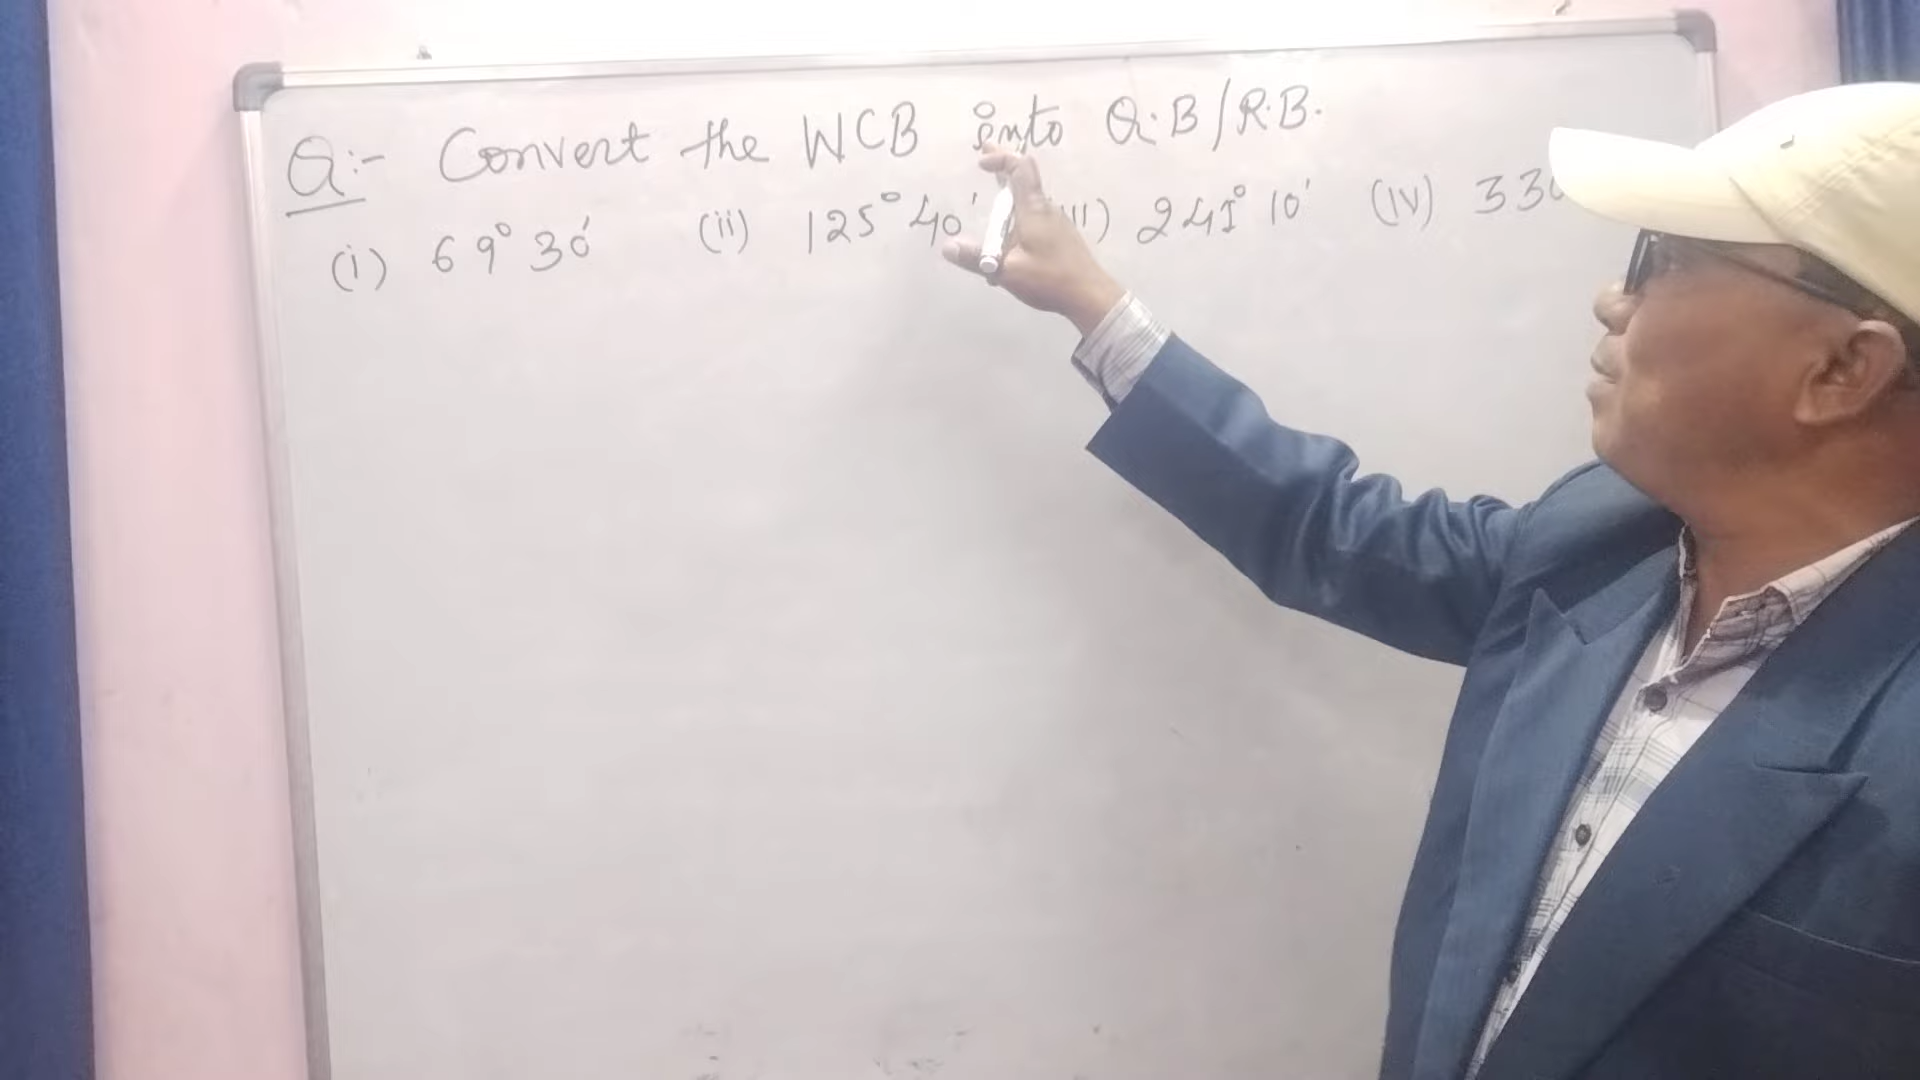 Q:- Convert the WCB into Q.B/R.B.
(i) 69° 30' (ii) 125° 40' (iii) 241° 10' (iv) 33